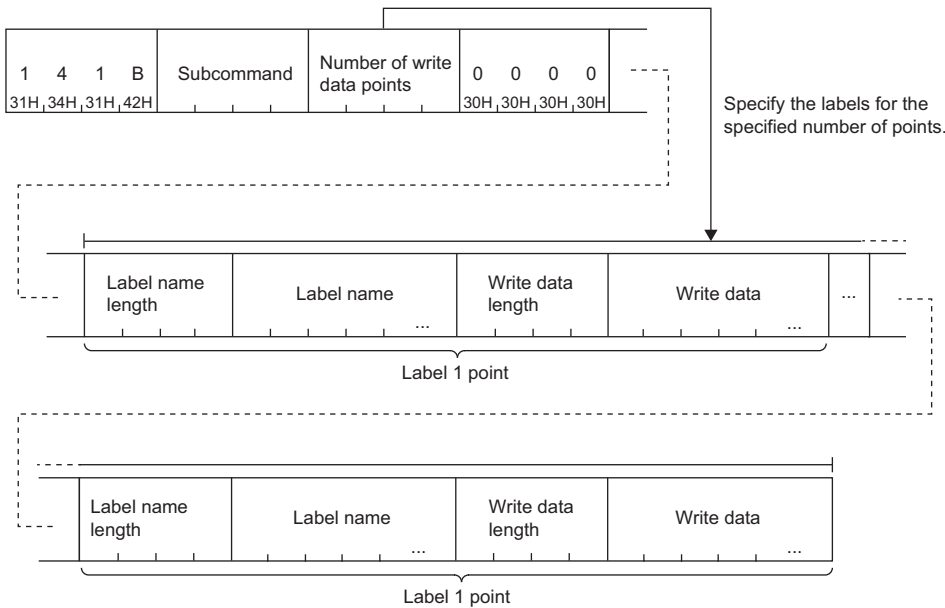 1 4 1 B
31H 34H 31H 42H
Subcommand
Number of write
data points
0 0 0 0
30H 30H 30H 30H
Specify the labels for the
specified number of points.
Label name
length
Label name
...
Write data
length
Write data
...
...
Label 1 point
Label name
length
Label name
...
Write data
length
Write data
...
Label 1 point